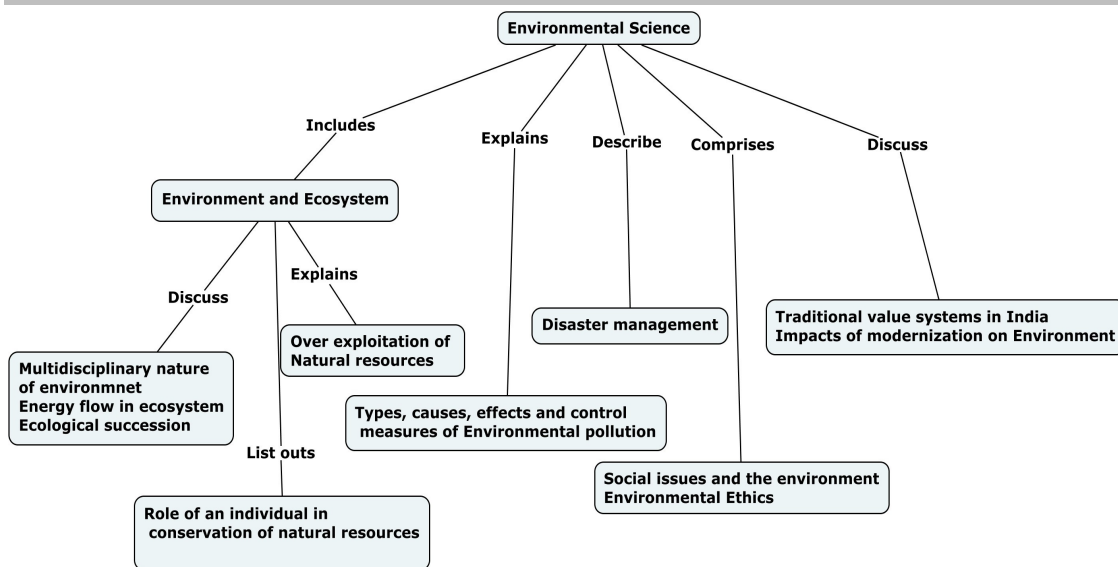 Environmental Science
Includes
Explains
Describe
Comprises
Discuss
Environment and Ecosystem
Explains
Discuss
Disaster management
Traditional value systems in India
Impacts of modernization on Environment
Over exploitation of
Natural resources
Multidisciplinary nature
of environmnet
Energy flow in ecosystem
Ecological succession
Types, causes, effects and control
measures of Environmental pollution
List outs
Social issues and the environment
Environmental Ethics
Role of an individual in
conservation of natural resources